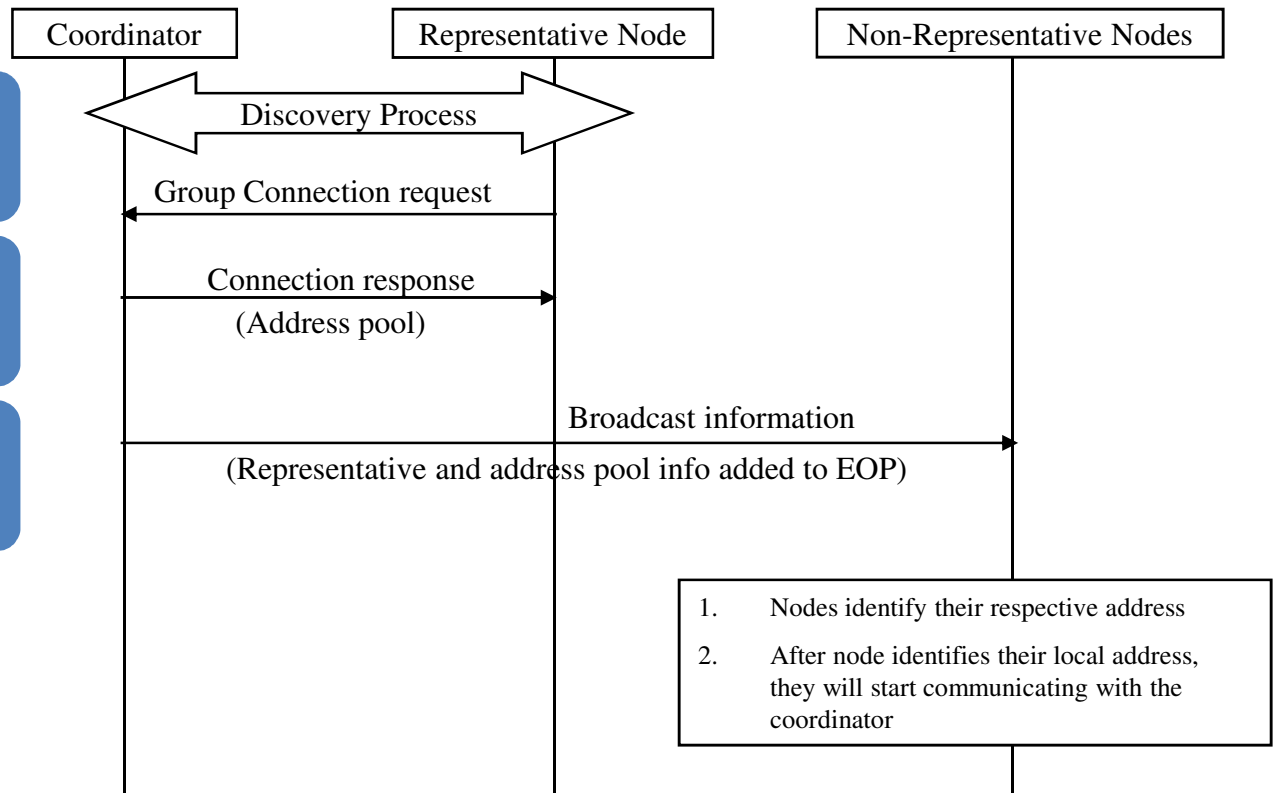 Coordinator
Representative Node
Non-Representative Nodes
Discovery Process
Group Connection request
Connection response
(Address pool)
Broadcast information
(Representative and address pool info added to EOP)
1. Nodes identify their respective address
2. After node identifies their local address,
they will start communicating with the
coordinator